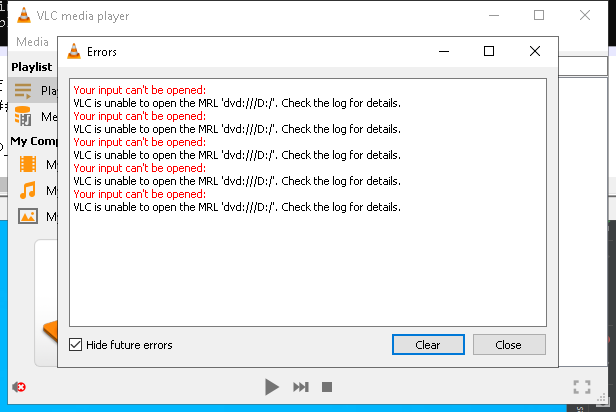 VLC media player
Media
Errors
Playlist
Your input can't be opened:
VLC is unable to open the MRL 'dvd:///D:/'. Check the log for details.
Your input can't be opened:
VLC is unable to open the MRL 'dvd:///D:/'. Check the log for details.
Your input can't be opened:
VLC is unable to open the MRL 'dvd:///D:/'. Check the log for details.
Your input can't be opened:
VLC is unable to open the MRL 'dvd:///D:/'. Check the log for details.
Your input can't be opened:
VLC is unable to open the MRL 'dvd:///D:/'. Check the log for details.
Play
Me
My Comp
My
My
My
Hide future errors
Clear
Close